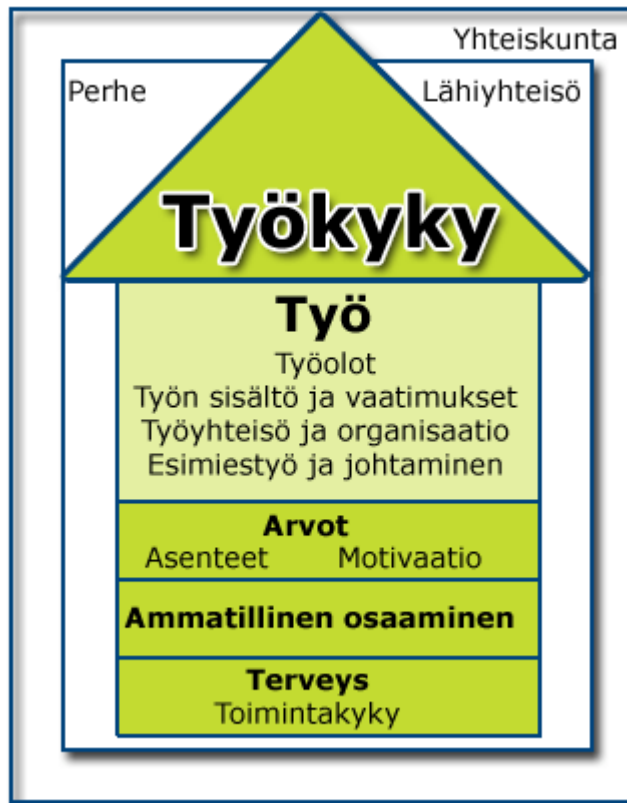 Yhteiskunta
Perhe
Lähiyhteisö
Työkyky
Työ
Työolot
Työn sisältö ja vaatimukset
Työyhteisö ja organisaatio
Esimiestyö ja johtaminen
Arvot
Asenteet Motivaatio
Ammatillinen osaaminen
Terveys
Toimintakyky